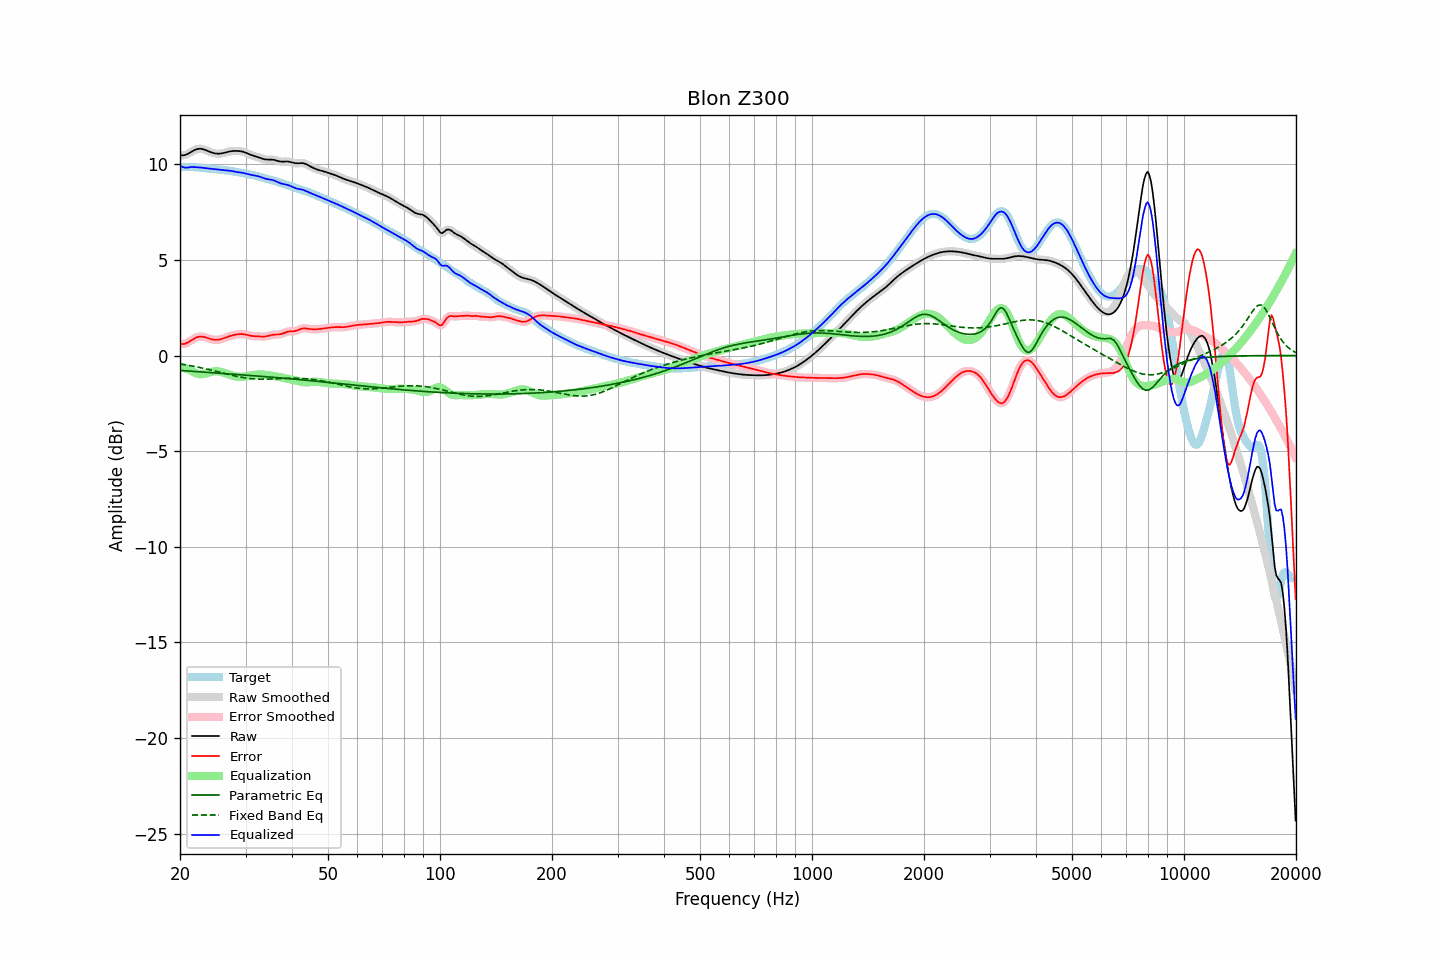 Blon Z300
Amplitude (dBr)
10
5
0
−5
−10
−15
−20
−25
Target
Raw Smoothed
Error Smoothed
Raw
Error
Equalization
Parametric Eq
Fixed Band Eq
Equalized
20 50 100 200 500 1000 2000 5000 10000 20000
Frequency (Hz)